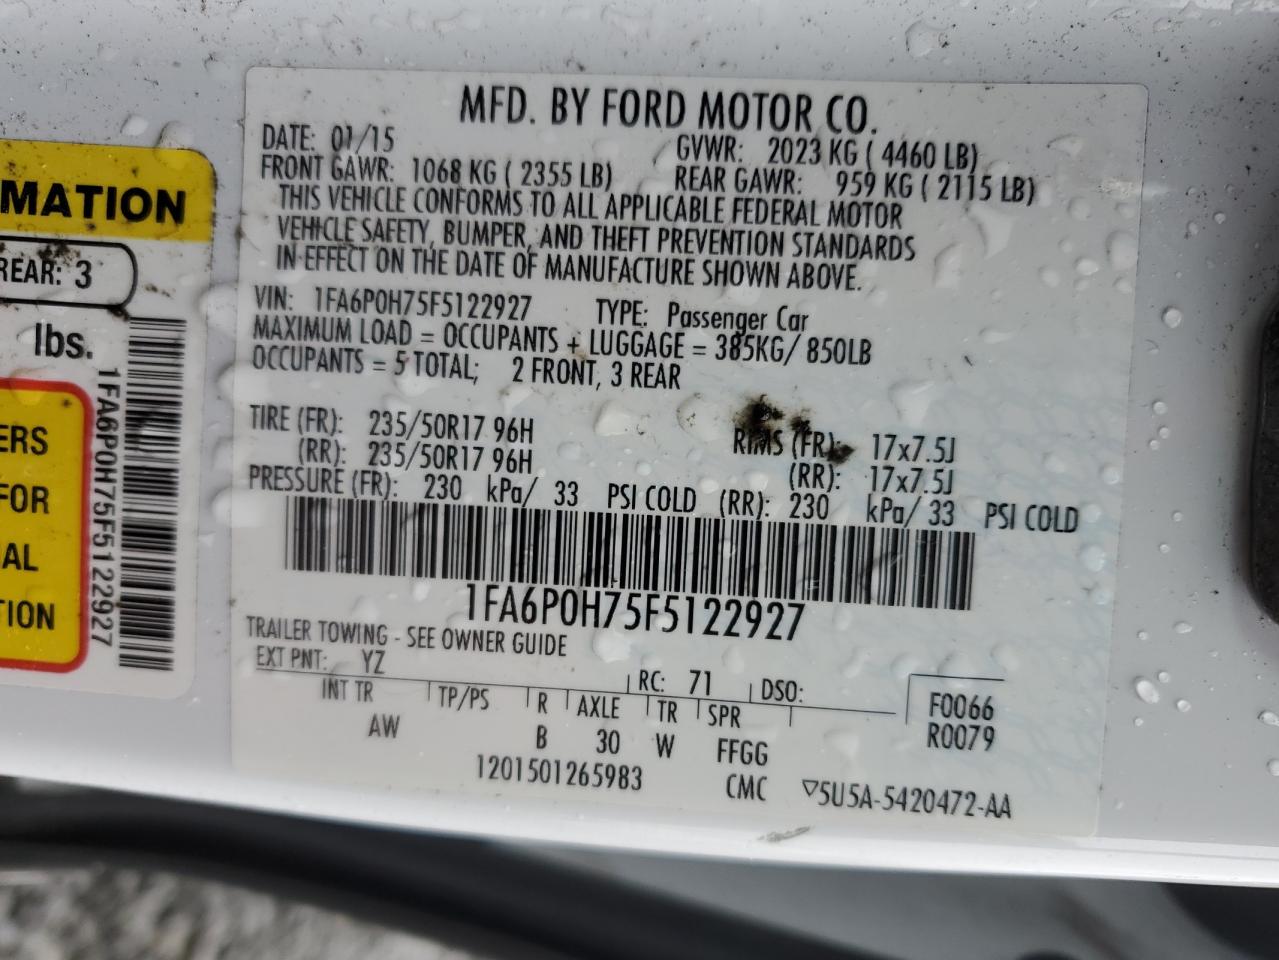 MATION
REAR: 3
lbs.
ERS
FOR
AL
TION
1FA6P0H75F5122927
MFD. BY FORD MOTOR CO.
DATE: 01/15 GVWR: 2023 KG ( 4460 LB)
FRONT GAWR: 1068 KG ( 2355 LB) REAR GAWR: 959 KG ( 2115 LB)
THIS VEHICLE CONFORMS TO ALL APPLICABLE FEDERAL MOTOR
VEHICLE SAFETY, BUMPER, AND THEFT PREVENTION STANDARDS
IN EFFECT ON THE DATE OF MANUFACTURE SHOWN ABOVE.
VIN: 1FA6P0H75F5122927 TYPE: Passenger Car
MAXIMUM LOAD = OCCUPANTS + LUGGAGE = 385KG/ 850LB
OCCUPANTS = 5 TOTAL; 2 FRONT, 3 REAR
TIRE (FR): 235/50R17 96H RIMS (FR): 17x7.5J
(RR): 235/50R17 96H (RR): 17x7.5J
PRESSURE (FR): 230 kPa/ 33 PSI COLD (RR): 230 kPa/ 33 PSI COLD
1FA6P0H75F5122927
TRAILER TOWING - SEE OWNER GUIDE
EXT PNT: YZ RC: 71 DSO: F0066
INT TR TP/PS R AXLE TR SPR R0079
AW B 30 W FFGG
1201501265983 CMC ▽5U5A-5420472-AA